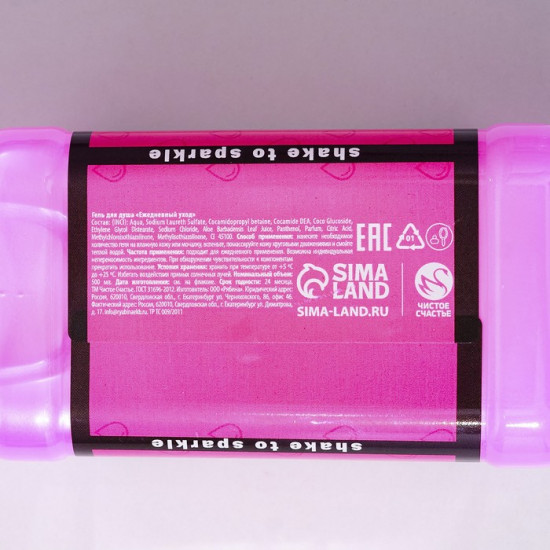 shake to sparkle
Гель для душа «Ежедневный уход»
Состав: (INCI): Aqua, Sodium Laureth Sulfate, Cocamidopropyl betaine, Cocamide DEA, Coco Glucoside,
Ethylene Glycol Distearate, Sodium Chloride, Aloe Barbadensis Leaf Juice, Panthenol, Parfum, Citric Acid,
Methylchloroisothiazolinone, Methylisothiazolinone, CI 45100. Способ применения: нанесите необходимое
количество геля на влажную кожу или мочалку, вспеньте, помассируйте кожу круговыми движениями и смойте
теплой водой. Частота применения: подходит для ежедневного применения. Возможна индивидуальная
непереносимость ингредиентов. При обнаружении чувствительности к компонентам
прекратить использование. Условия хранения: хранить при температуре от +5 °C
до +25 °C. Избегать воздействия прямых солнечных лучей. Номинальный объем:
500 мл. Дата изготовления: см. на флаконе. Срок годности: 24 месяца.
ТМ Чистое Счастье. ГОСТ 31696-2012. Изготовитель: ООО «Рябина». Юридический адрес:
Россия, 620010, Свердловская обл., г. Екатеринбург ул. Черняховского, 86, офис 46
Фактический адрес: Россия, 620010, Свердловская обл., г. Екатеринбург ул. Димитрова,
д. 17. ТР ТС 009/2011.
EAC
01
SIMA
LAND
SIMA-LAND.RU
ЧИСТОЕ
СЧАСТЬЕ
shake to sparkle